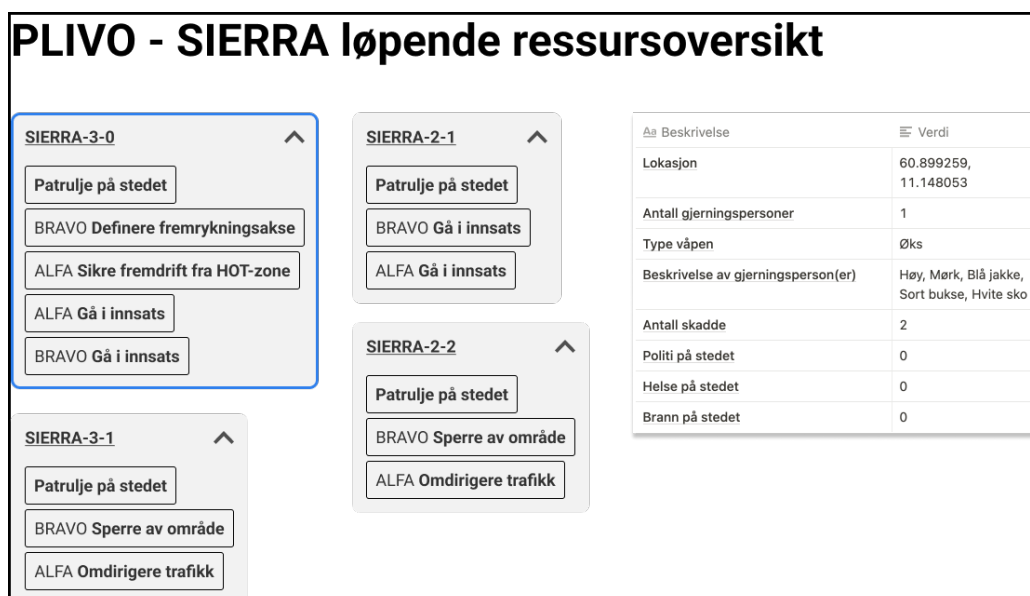 PLIVO - SIERRA løpende ressursoversikt
SIERRA-3-0
Patrulje på stedet
BRAVO Definere fremrykningsakse
ALFA Sikre fremdrift fra HOT-zone
ALFA Gå i innsats
BRAVO Gå i innsats
SIERRA-3-1
Patrulje på stedet
BRAVO Sperre av område
ALFA Omdirigere trafikk
SIERRA-2-1
Patrulje på stedet
BRAVO Gå i innsats
ALFA Gå i innsats
SIERRA-2-2
Patrulje på stedet
BRAVO Sperre av område
ALFA Omdirigere trafikk
Aa Beskrivelse Verdi
Lokasjon 60.899259,
11.148053
Antall gjerningspersoner 1
Type våpen Øks
Beskrivelse av gjerningsperson(er) Høy, Mørk, Blå jakke,
Sort bukse, Hvite sko
Antall skadde 2
Politi på stedet 0
Helse på stedet 0
Brann på stedet 0